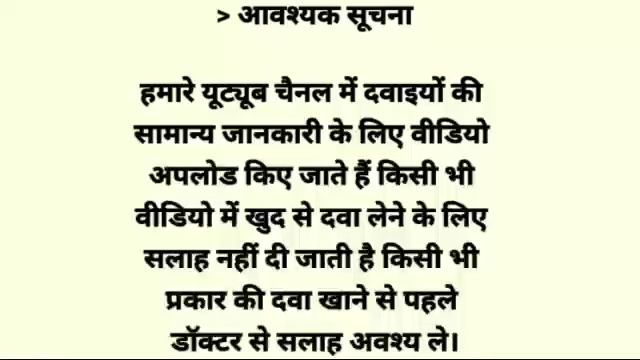 > आवश्यक सूचना
हमारे यूट्यूब चैनल में दवाइयों की
सामान्य जानकारी के लिए वीडियो
अपलोड किए जाते हैं किसी भी
वीडियो में खुद से दवा लेने के लिए
सलाह नहीं दी जाती है किसी भी
प्रकार की दवा खाने से पहले
डॉक्टर से सलाह अवश्य ले।